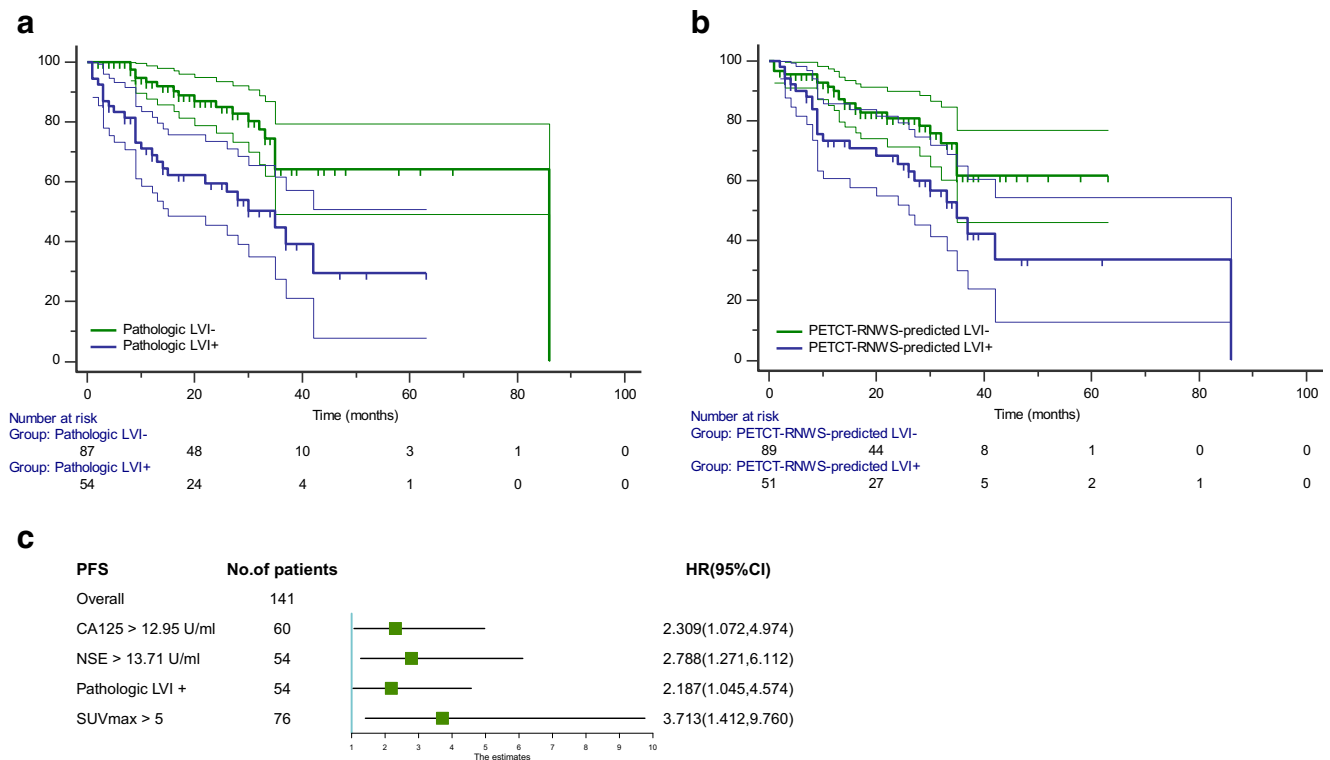 a
100
80
60
40
20
0
Pathologic LVI-
Pathologic LVI+
0 20 40 60 80 100
Time (months)
Number at risk
Group: Pathologic LVI-
87 48 10 3 1 0
Group: Pathologic LVI+
54 24 4 1 0 0
b
100
80
60
40
20
0
PETCT-RNWS-predicted LVI-
PETCT-RNWS-predicted LVI+
0 20 40 60 80 100
Time (months)
Number at risk
Group: PETCT-RNWS-predicted LVI-
89 44 8 1 0 0
Group: PETCT-RNWS-predicted LVI+
51 27 5 2 1 0
c
PFS No.of patients HR(95%CI)
Overall 141
CA125 > 12.95 U/ml 60 2.309(1.072,4.974)
NSE > 13.71 U/ml 54 2.788(1.271,6.112)
Pathologic LVI + 54 2.187(1.045,4.574)
SUVmax > 5 76 3.713(1.412,9.760)
1 2 3 4 5 6 7 8 9 10
The estimates